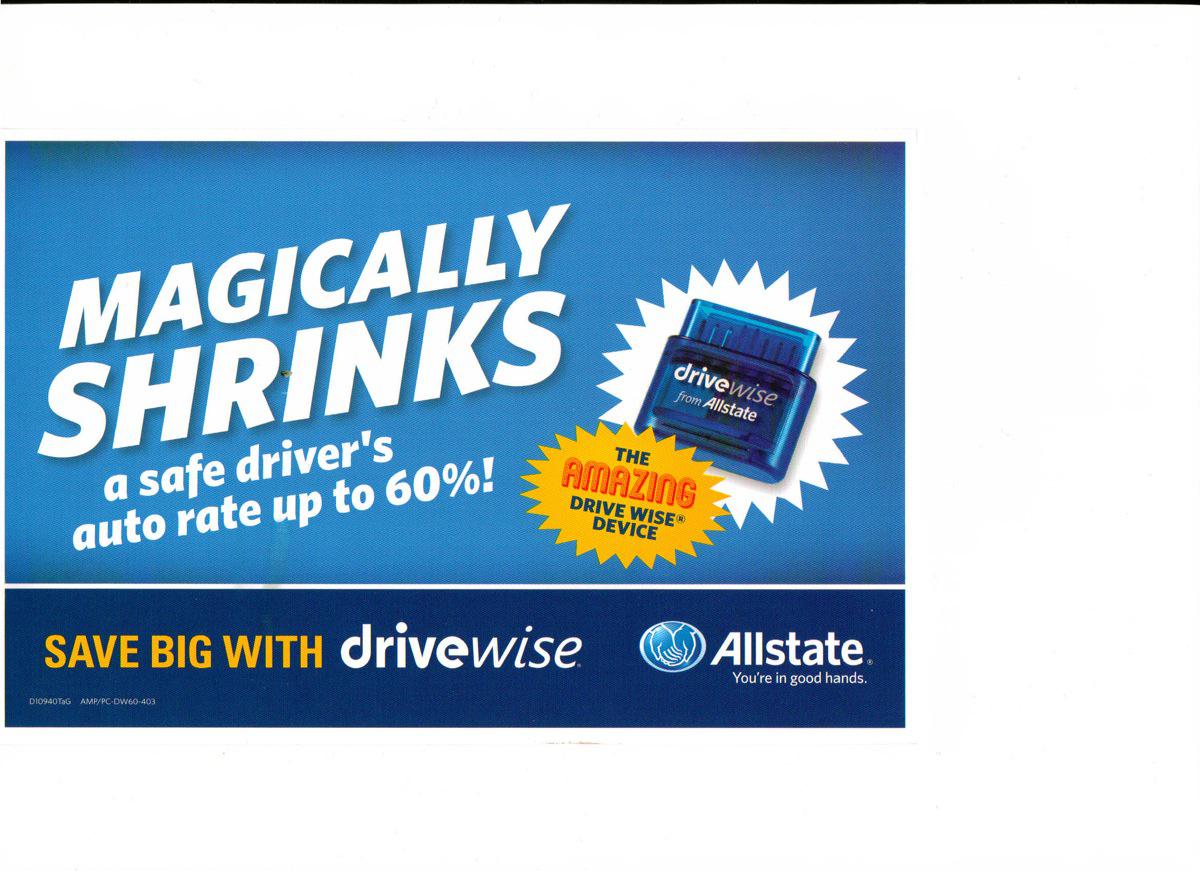 MAGICALLY
SHRINKS
a safe driver's
auto rate up to 60%!
drivewise
from Allstate
THE
AMAZING
DRIVE WISE®
DEVICE
SAVE BIG WITH drivewise®
Allstate®
You're in good hands.
D10940TaG AMP/PC-DW60-403